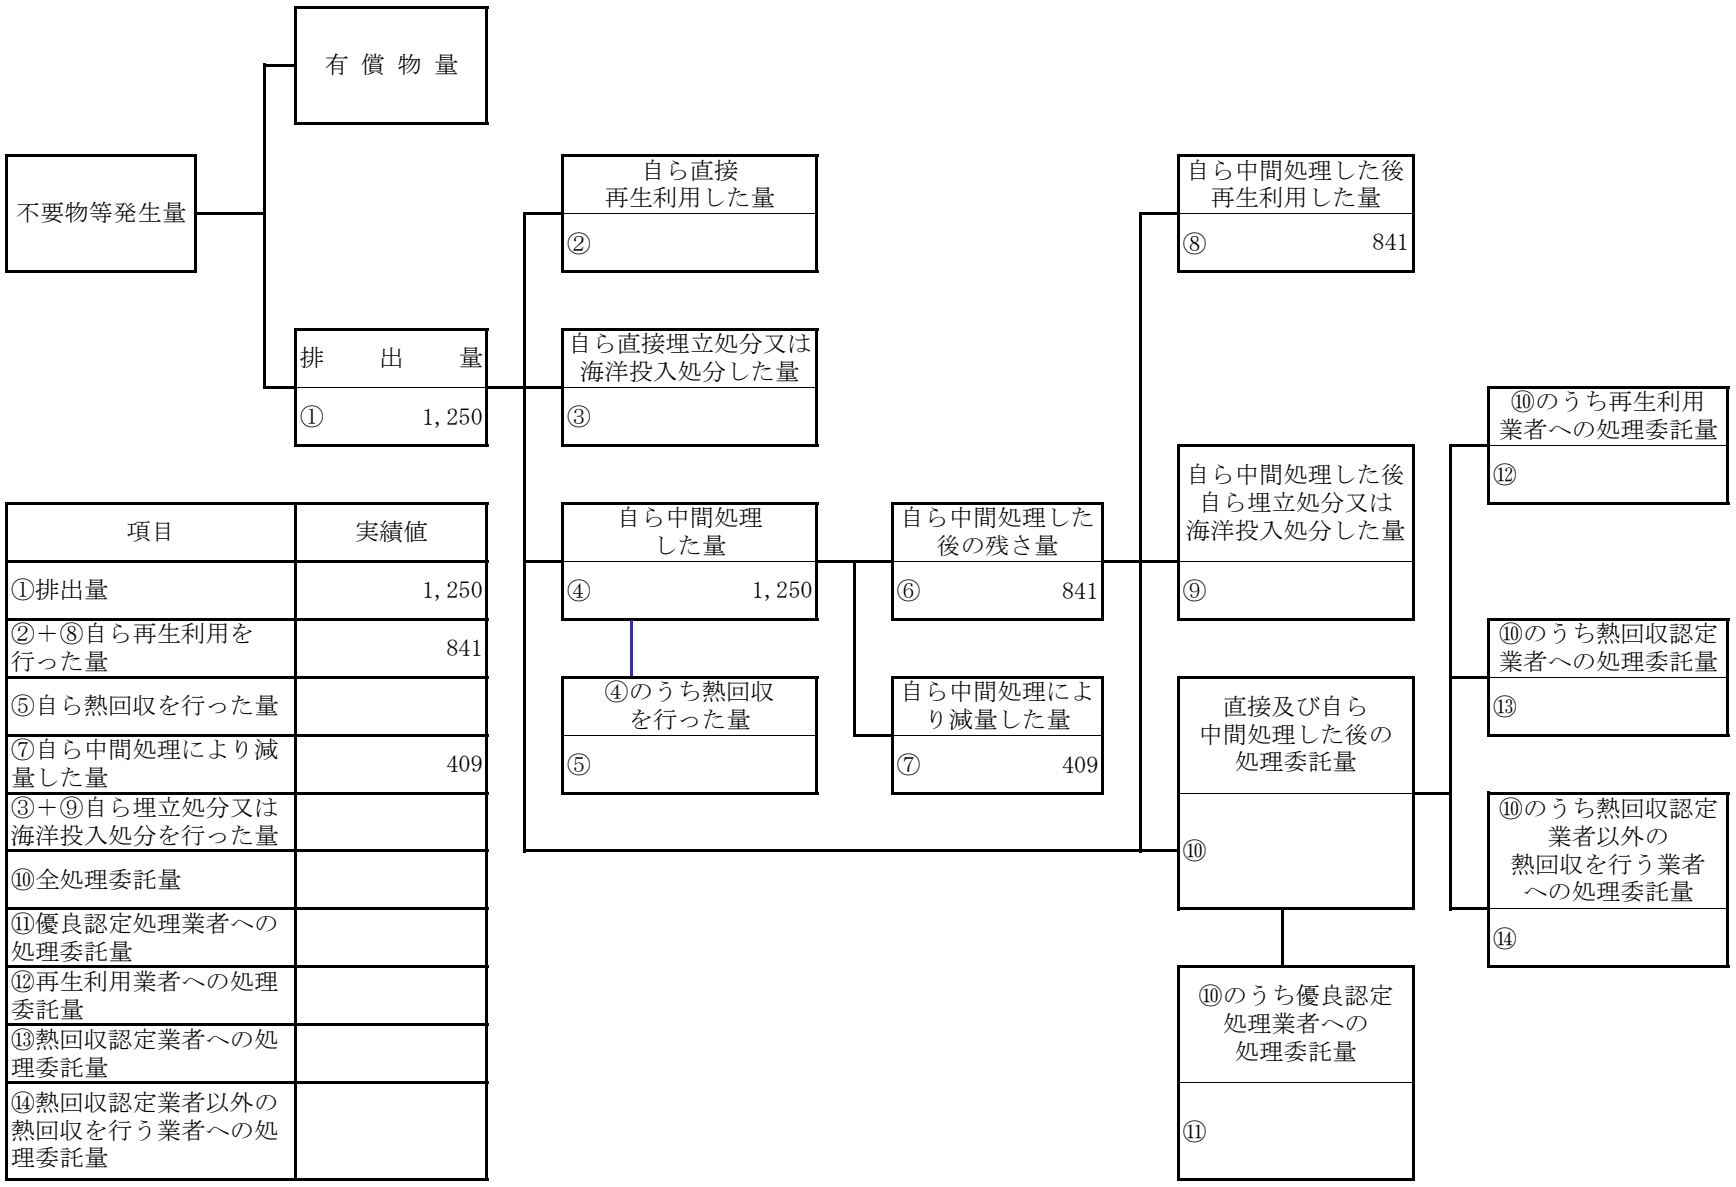 有 償 物 量
不要物等発生量
自ら直接
再生利用した量
②
自ら中間処理した後
再生利用した量
⑧ 841
排 出 量
① 1,250
自ら直接埋立処分又は
海洋投入処分した量
③
⑩のうち再生利用
業者への処理委託量
⑫
自ら中間処理した後
自ら埋立処分又は
海洋投入処分した量
⑨
自ら中間処理
した量
④ 1,250
自ら中間処理した
後の残さ量
⑥ 841
⑩のうち熱回収認定
業者への処理委託量
⑬
④のうち熱回収
を行った量
⑤
自ら中間処理によ
り減量した量
⑦ 409
直接及び自ら
中間処理した後の
処理委託量
⑩
⑩のうち熱回収認定
業者以外の
熱回収を行う業者
への処理委託量
⑭
⑩のうち優良認定
処理業者への
処理委託量
⑪
項目 実績値
①排出量 1,250
②＋⑧自ら再生利用を
行った量 841
⑤自ら熱回収を行った量
⑦自ら中間処理により減
量した量 409
③＋⑨自ら埋立処分又は
海洋投入処分を行った量
⑩全処理委託量
⑪優良認定処理業者への
処理委託量
⑫再生利用業者への処理
委託量
⑬熱回収認定業者への処
理委託量
⑭熱回収認定業者以外の
熱回収を行う業者への処
理委託量